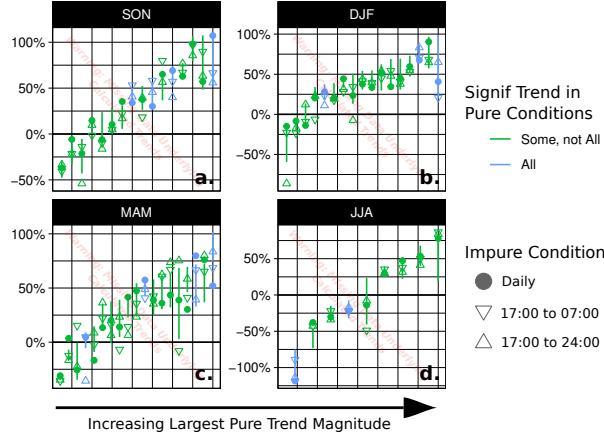 SON
DJF
100%
50%
0%
−50%
a.
100%
50%
0%
−50%
b.
MAM
JJA
100%
50%
0%
c.
50%
0%
−50%
−100%
d.
Increasing Largest Pure Trend Magnitude
Signif Trend in
Pure Conditions
Some, not All
All
Impure Condition
Daily
17:00 to 07:00
17:00 to 24:00